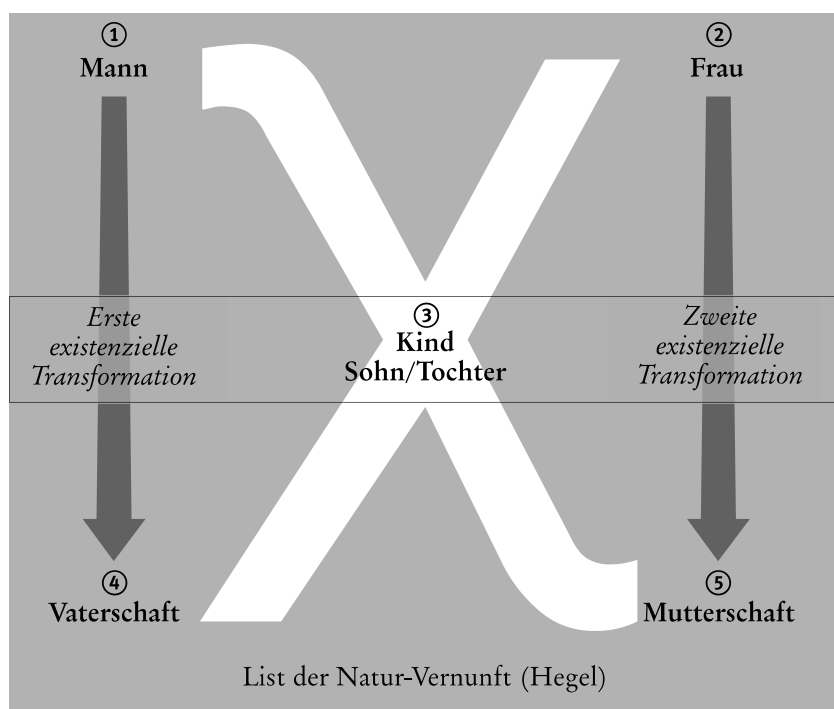 ①
Mann
②
Frau
Erste
existenzielle
Transformation
③
Kind
Sohn/Tochter
Zweite
existenzielle
Transformation
④
Vaterschaft
⑤
Mutterschaft
List der Natur-Vernunft (Hegel)